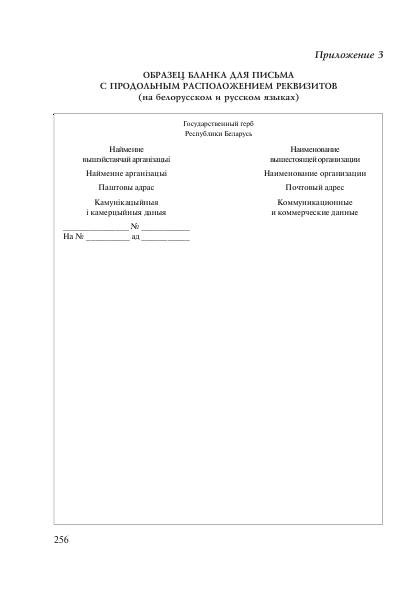 Приложение 3
ОБРАЗЕЦ БЛАНКА ДЛЯ ПИСЬМА
С ПРОДОЛЬНЫМ РАСПОЛОЖЕНИЕМ РЕКВИЗИТОВ
(на белорусском и русском языках)
Государственный герб
Республики Беларусь
Найменне
вышэйстаячай арганізацыі
Найменне арганізацыі
Паштовы адрас
Камунікацыйныя
і камерцыйныя даныя
_______________ № ___________
На № __________ ад ___________
Наименование
вышестоящей организации
Наименование организации
Почтовый адрес
Коммуникационные
и коммерческие данные
256